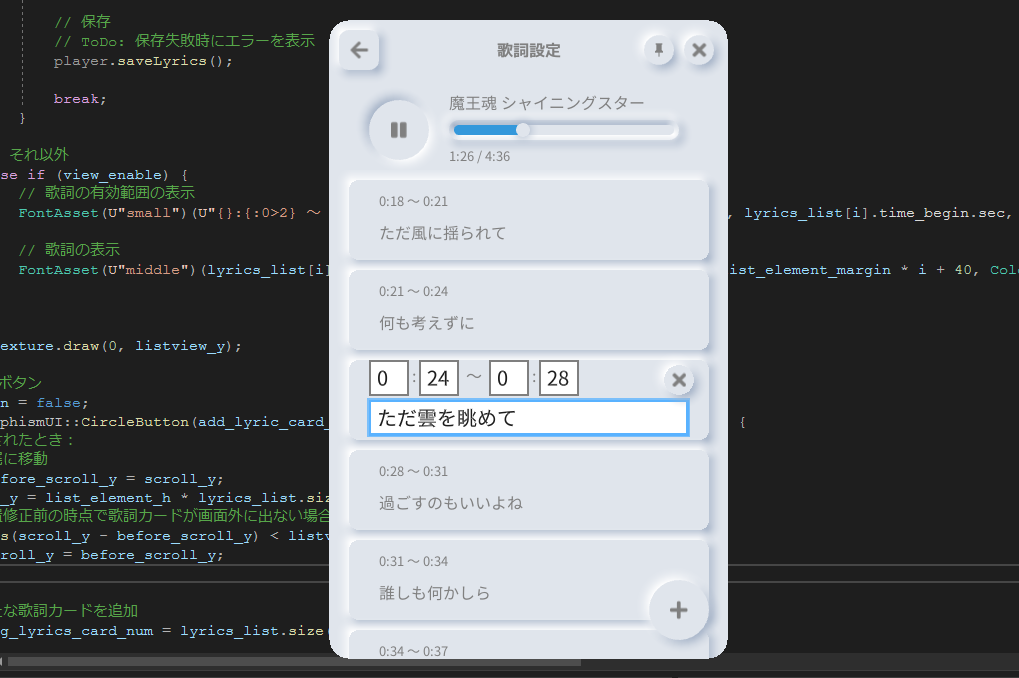 // 保存
// ToDo: 保存失敗時にエラーを表示
player.saveLyrics();
break;
}
それ以外
se if (view_enable) {
// 歌詞の有効範囲の表示
FontAsset(U"small")(U"{}:{:0>2} ～
, lyrics_list[i].time_begin.sec,
// 歌詞の表示
FontAsset(U"middle")(lyrics_list[i]
ist_element_margin * i + 40, Colo
exture.draw(0, listview_y);
ボタン
n = false;
phismUI::CircleButton(add_lyric_card_
{
されたとき：
尾に移動
fore_scroll_y = scroll_y;
_y = list_element_h * lyrics_list.siz
修正前の時点で歌詞カードが画面外に出ない場合
s(scroll_y - before_scroll_y) < listv
roll_y = before_scroll_y;
たな歌詞カードを追加
g_lyrics_card_num = lyrics_list.size(
歌詞設定
魔王魂 シャイニングスター
1:26 / 4:36
0:18 ～ 0:21
ただ風に揺られて
0:21 ～ 0:24
何も考えずに
0 : 24 ～ 0 : 28
ただ雲を眺めて
0:28 ～ 0:31
過ごすのもいいよね
0:31 ～ 0:34
誰しも何かしら
0:34 ～ 0:37